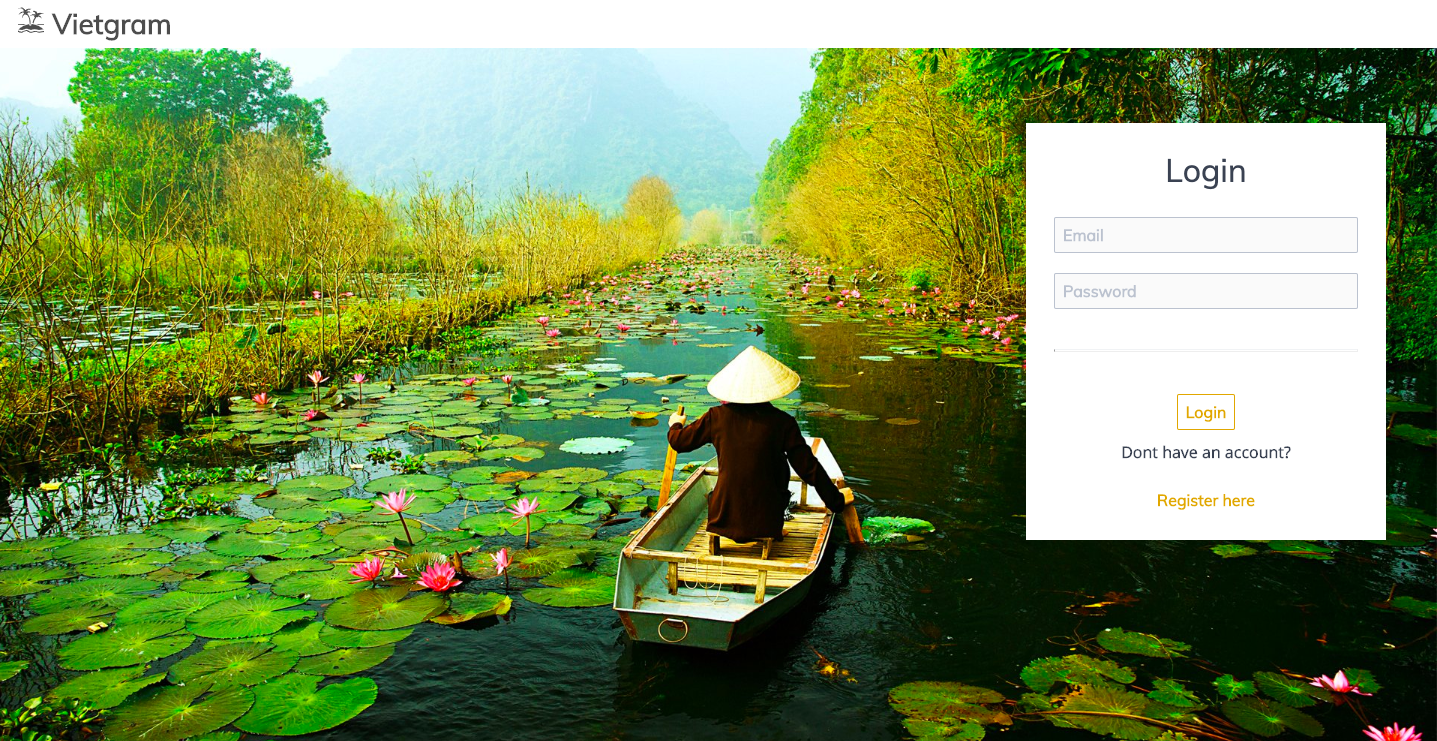 Vietgram
Login
Email
Password
Login
Dont have an account?
Register here